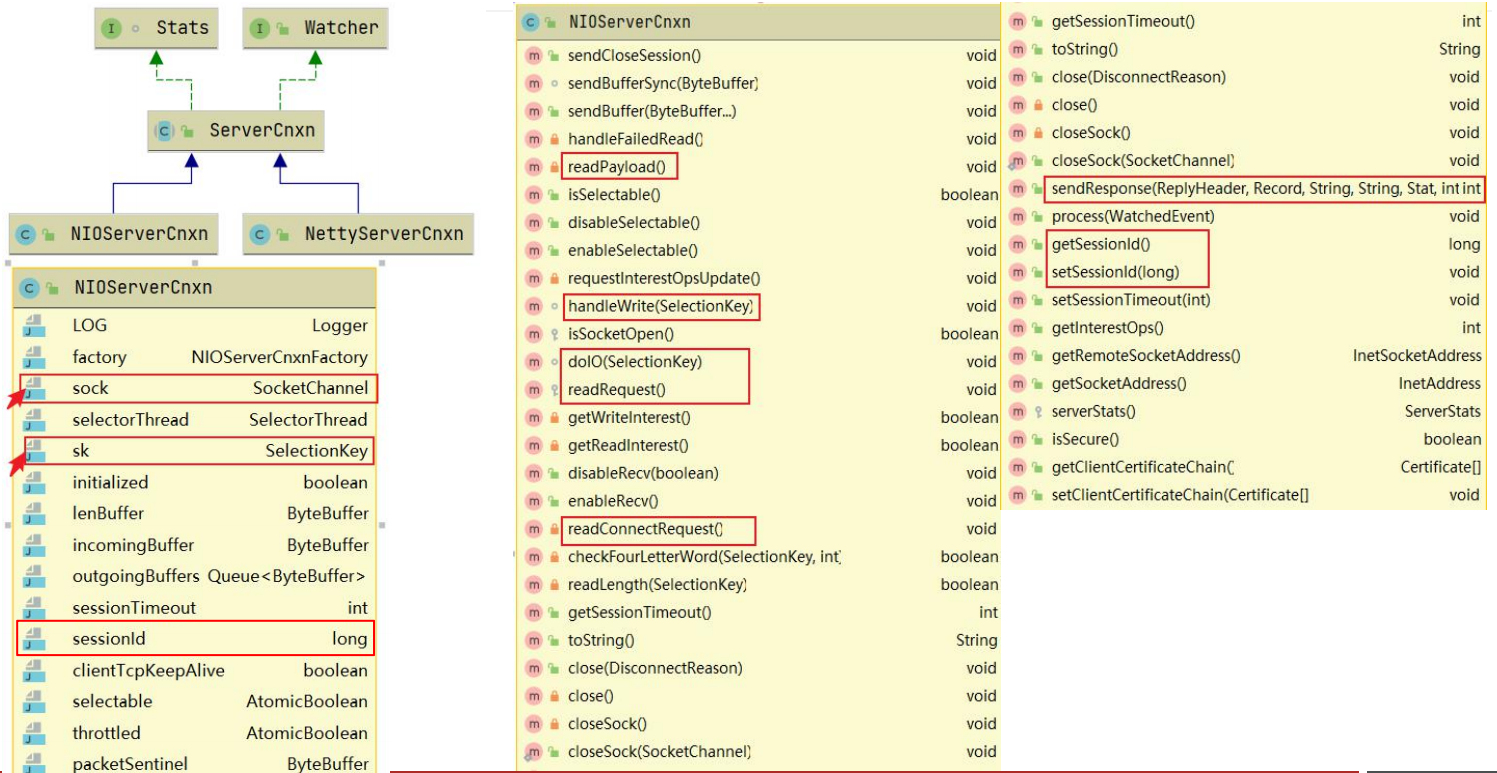 Stats
Watcher
ServerCnxn
NIOServerCnxn
NettyServerCnxn
NIOServerCnxn
LOG Logger
factory NIOServerCnxnFactory
sock SocketChannel
selectorThread SelectorThread
sk SelectionKey
initialized boolean
lenBuffer ByteBuffer
incomingBuffer ByteBuffer
outgoingBuffers Queue<ByteBuffer>
sessionTimeout int
sessionId long
clientTcpKeepAlive boolean
selectable AtomicBoolean
throttled AtomicBoolean
packetSentinel ByteBuffer
NIOServerCnxn
sendCloseSession() void
sendBufferSync(ByteBuffer) void
sendBuffer(ByteBuffer...) void
handleFailedRead() void
readPayload() void
isSelectable() boolean
disableSelectable() void
enableSelectable() void
requestInterestOpsUpdate() void
handleWrite(SelectionKey) void
isSocketOpen() boolean
doIO(SelectionKey) void
readRequest() void
getWriteInterest() boolean
getReadInterest() boolean
disableRecv(boolean) void
enableRecv() void
readConnectRequest() void
checkFourLetterWord(SelectionKey, int) boolean
readLength(SelectionKey) boolean
getSessionTimeout() int
toString() String
close(DisconnectReason) void
close() void
closeSock() void
closeSock(SocketChannel) void
getSessionTimeout() int
toString() String
close(DisconnectReason) void
close() void
closeSock() void
closeSock(SocketChannel) void
sendResponse(ReplyHeader, Record, String, String, Stat, int int
process(WatchedEvent) void
getSessionId() long
setSessionId(long) void
setSessionTimeout(int) void
getInterestOps() int
getRemoteSocketAddress() InetSocketAddress
getSocketAddress() InetAddress
serverStats() ServerStats
isSecure() boolean
getClientCertificateChain( Certificate[]
setClientCertificateChain(Certificate[] void